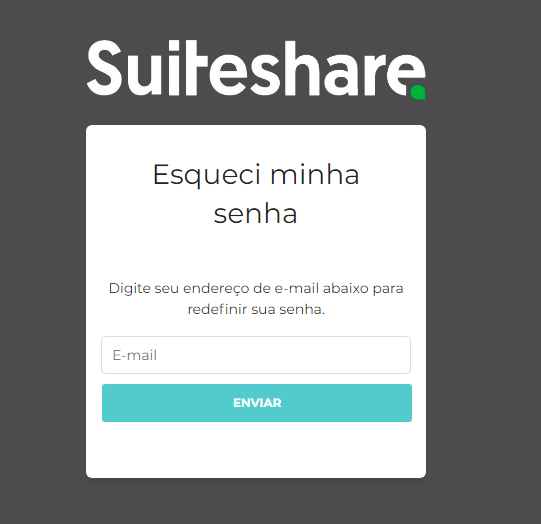 Suiteshare
Esqueci minha
senha
Digite seu endereço de e-mail abaixo para
redefinir sua senha.
E-mail
ENVIAR